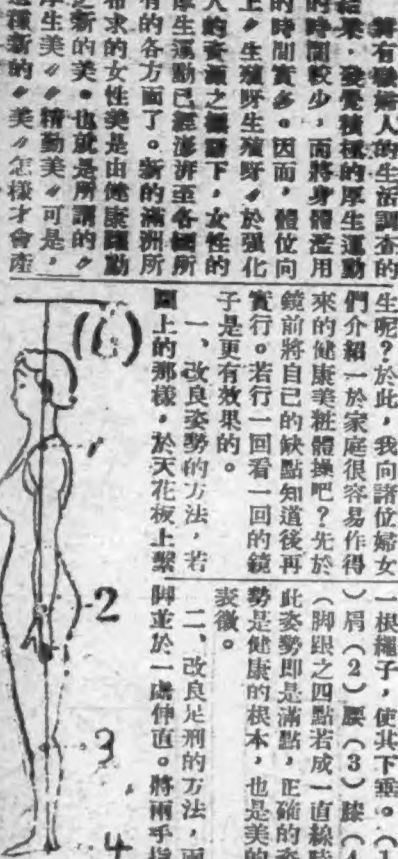 婦人的生活調查的
結果，發覺積極的厚生運動
的時間較少，而將身體濫用
的時間實多。因而，體位向
上〃生殖呀生殖呀〃於强化
人的資源之下，女性的
厚生運動已經澎湃至各所
有的各方面了。新的滿洲所
希求的女性美是由健康躍動
之新的美。也就是所謂的〃
厚生美〃〃勤美〃可是，
這種新的〃美〃怎樣才會產
生呢？於此，我向諸位婦女
們介紹一於家庭很容易作得
來的健康美粧體操吧？先於
鏡前將自己的缺點知道後再
實行。若行一回看一回的鏡
子是更有效果的。
一、改良姿勢的方法，若
圖上的那樣，於天花板上繫
一根繩子，使其下垂。（1
）肩（2）腰（3）膝（4
（脚跟之四點若成一直線
此姿勢即是滿點，正確的姿
勢是健康的根本，也是美的
表徵。
二、改良足刑的方法，兩
脚並於一處伸直。將兩手指
(6)
1
2
3
4